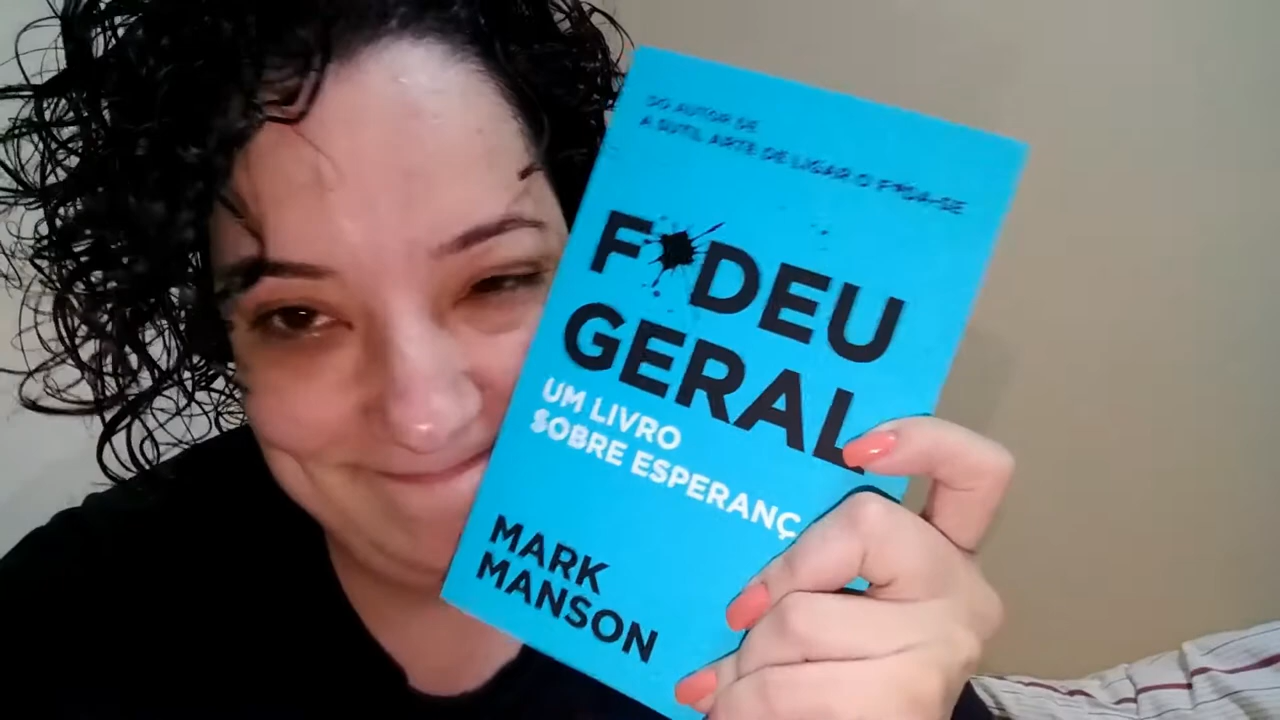 DO AUTOR DE
A SUTIL ARTE DE LIGAR O F*DA-SE
F*DEU
GERAL
UM LIVRO
SOBRE ESPERANÇ
MARK
MANSON